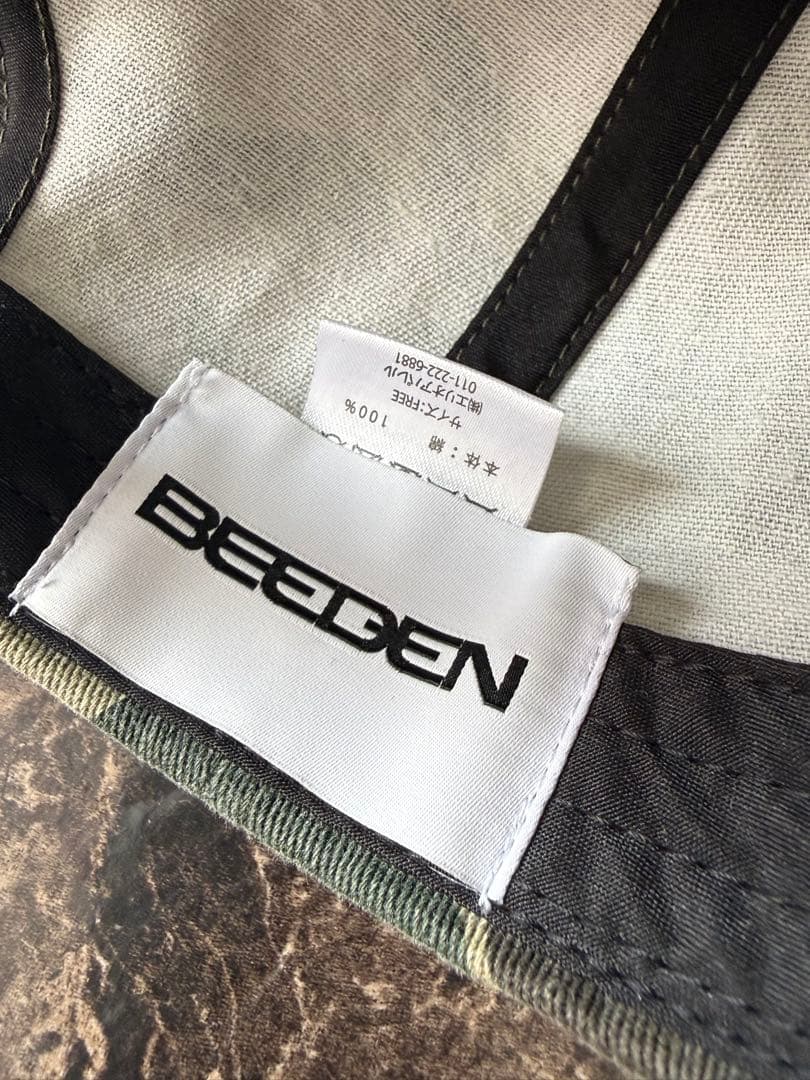 BEEDEN
本体：綿 100%
サイズ:FREE
㈱エリオアパレル
011-222-6881